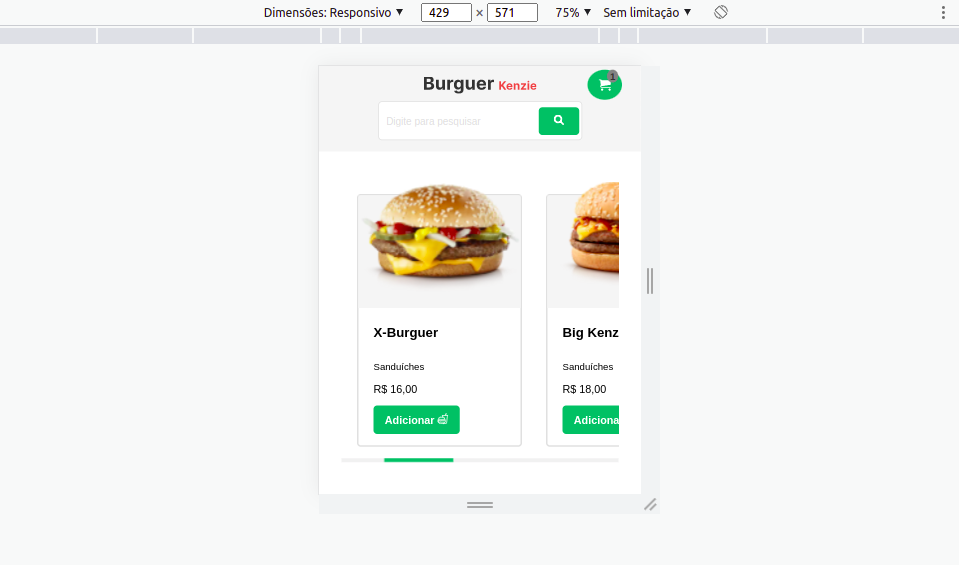 Dimensões: Responsivo ▼ 429 × 571 75% ▼ Sem limitação ▼
Burguer Kenzie
1
Digite para pesquisar
X-Burguer
Big Kenz
Sanduíches
Sanduíches
R$ 16,00
R$ 18,00
Adicionar
Adiciona